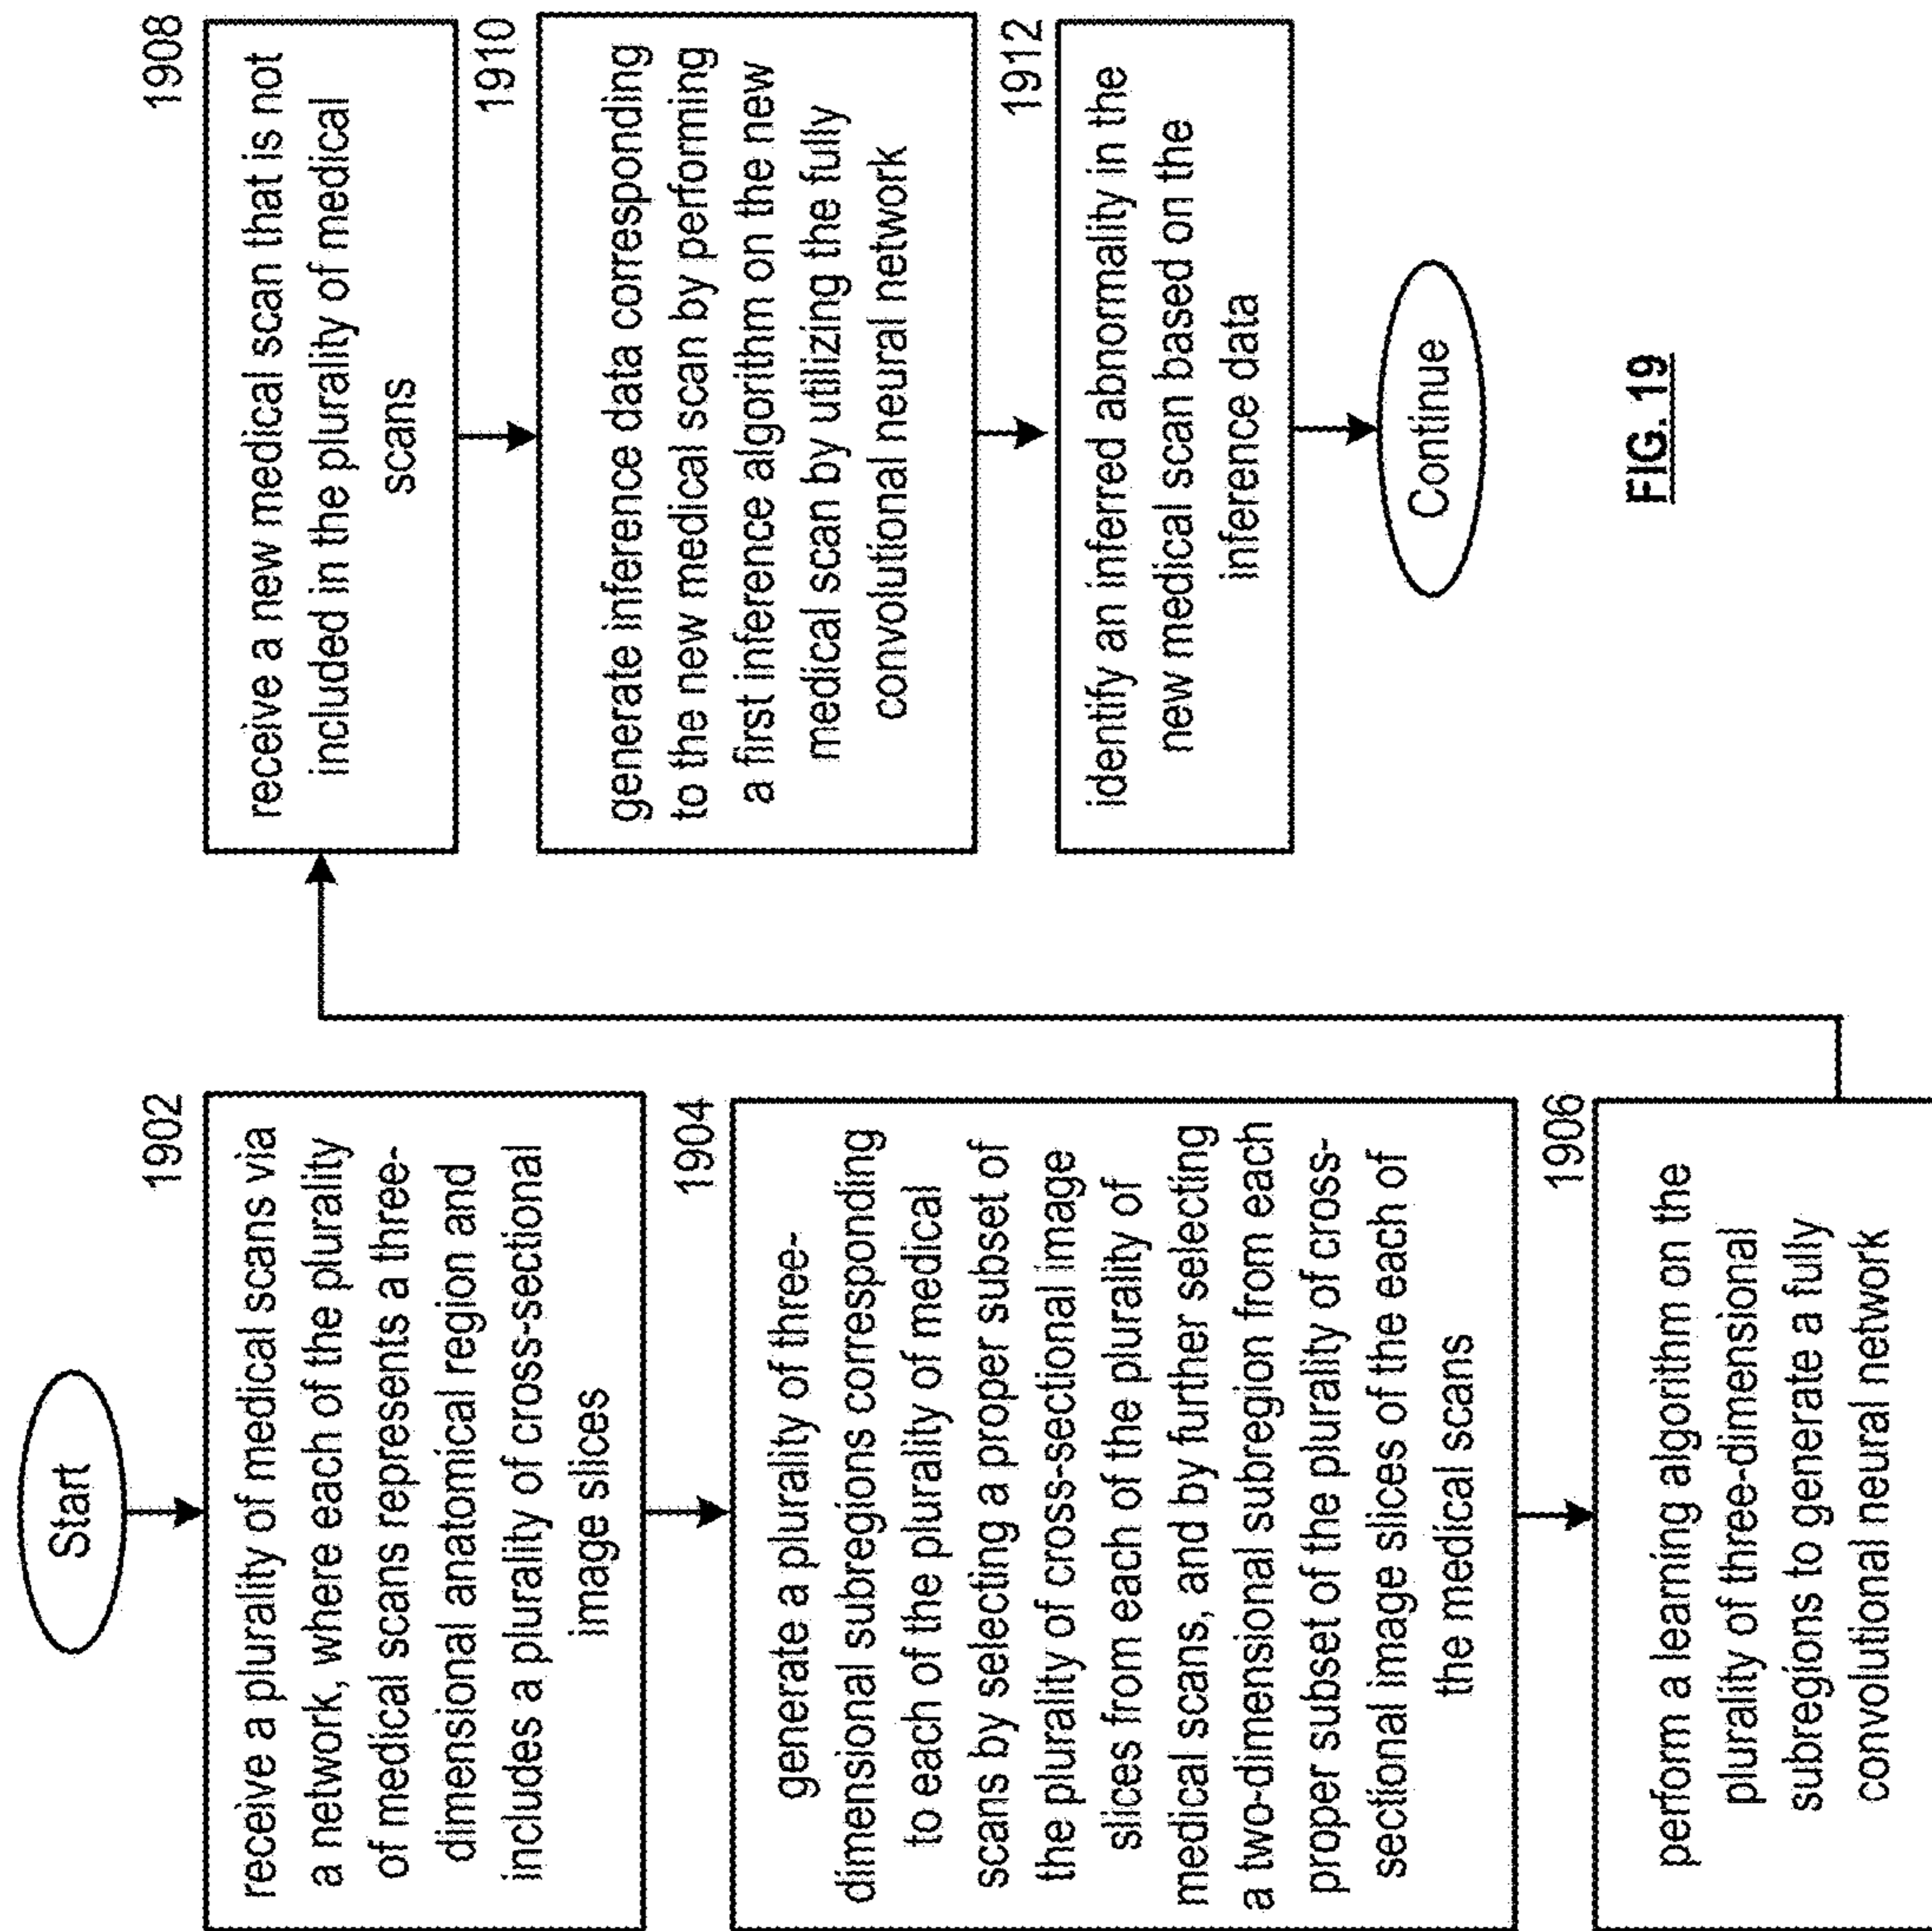 Start
1902
receive a plurality of medical scans via
a network, where each of the plurality
of medical scans represents a three-
dimensional anatomical region and
includes a plurality of cross-sectional
image slices
1904
generate a plurality of three-
dimensional subregions corresponding
to each of the plurality of medical
scans by selecting a proper subset of
the plurality of cross-sectional image
slices from each of the plurality of
medical scans, and by further selecting
a two-dimensional subregion from each
proper subset of the plurality of cross-
sectional image slices of the each of
the medical scans
1906
perform a learning algorithm on the
plurality of three-dimensional
subregions to generate a fully
convolutional neural network
1908
receive a new medical scan that is not
included in the plurality of medical
scans
1910
generate inference data corresponding
to the new medical scan by performing
a first inference algorithm on the new
medical scan by utilizing the fully
convolutional neural network
1912
identify an inferred abnormality in the
new medical scan based on the
inference data
Continue
FIG. 19